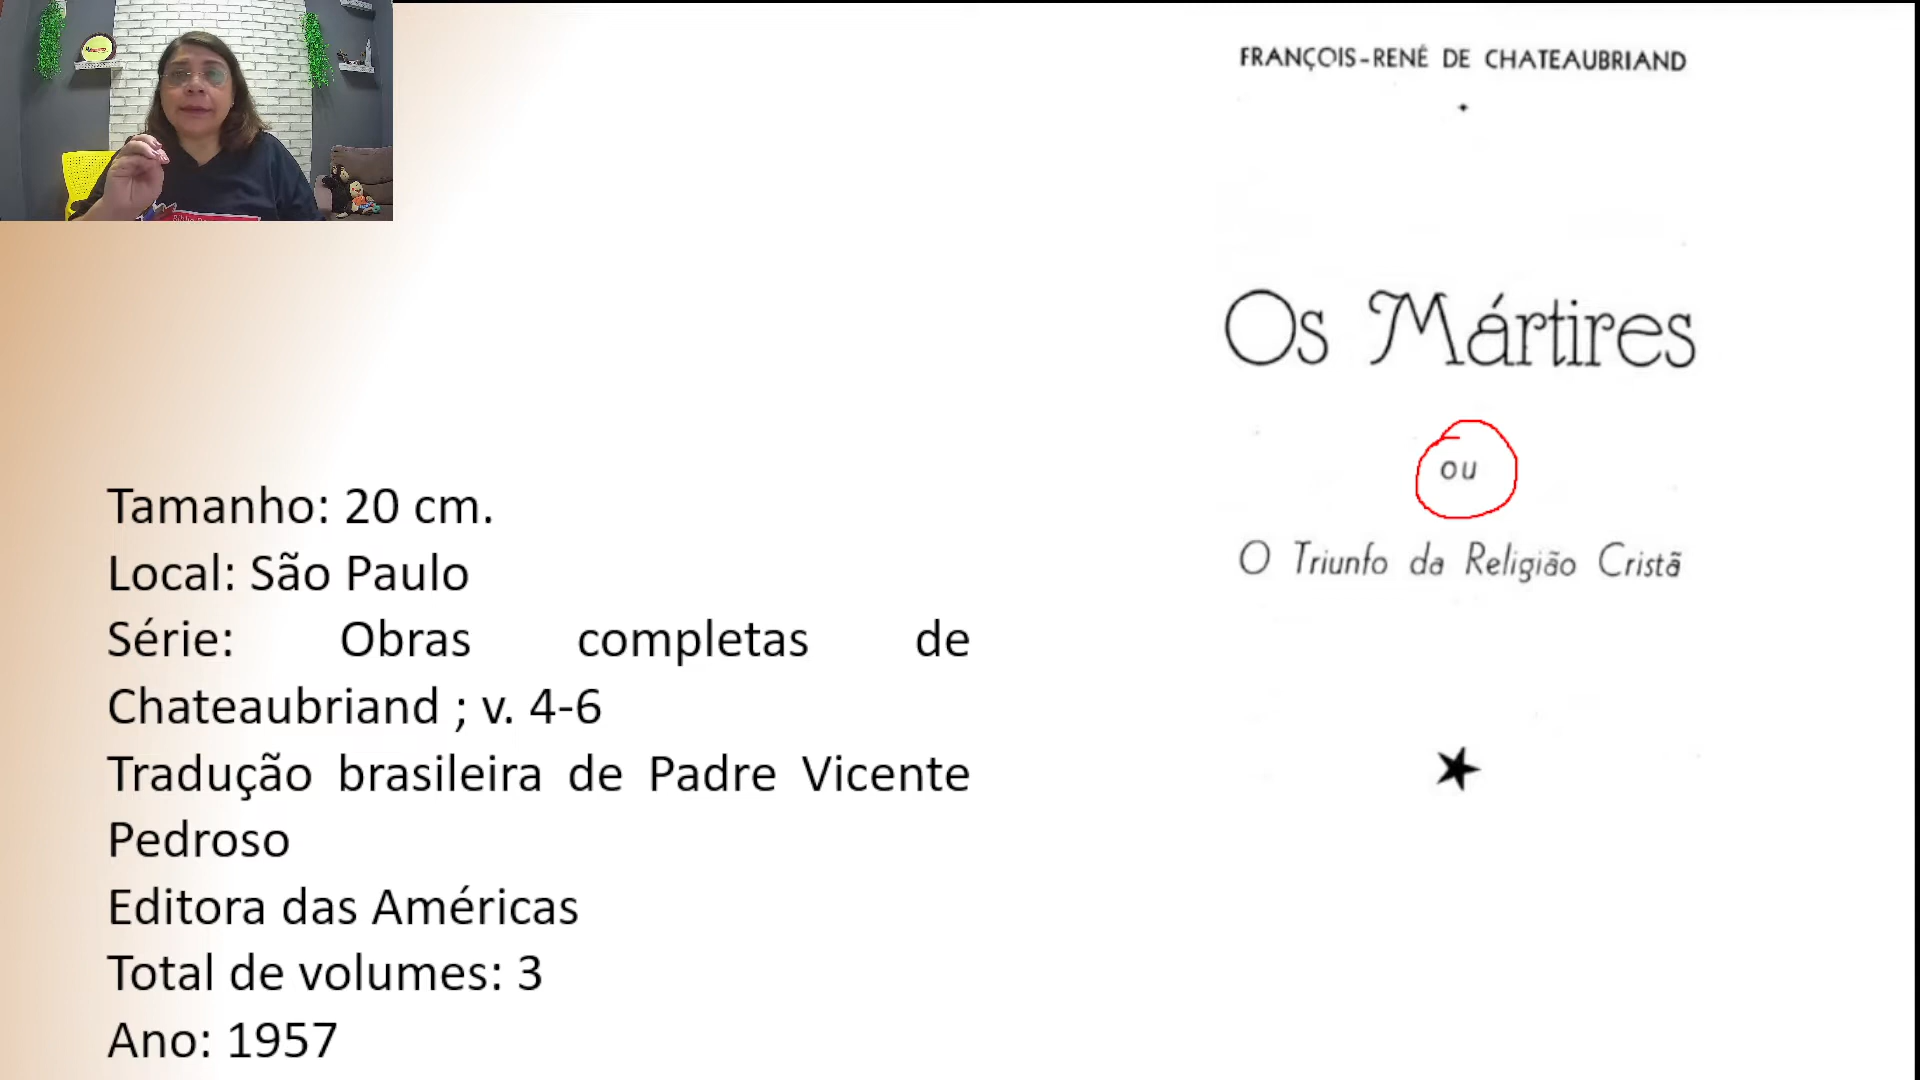 FRANÇOIS-RENÉ DE CHATEAUBRIAND
Os Mártires
ou
O Triunfo da Religião Cristã
Tamanho: 20 cm.
Local: São Paulo
Série: Obras completas de
Chateaubriand ; v. 4-6
Tradução brasileira de Padre Vicente
Pedroso
Editora das Américas
Total de volumes: 3
Ano: 1957